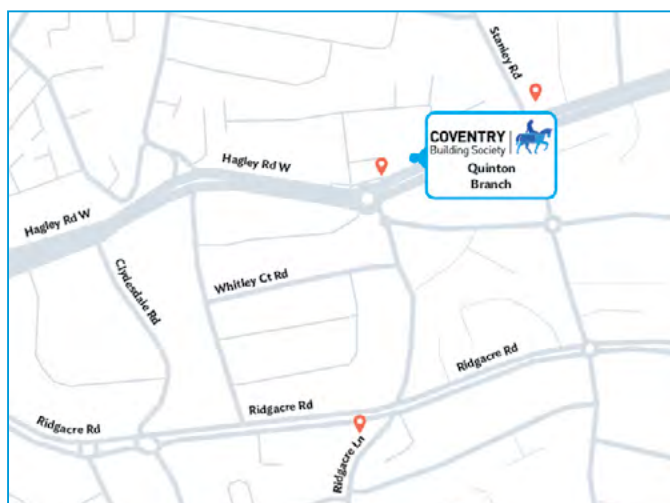 Stanley Rd
COVENTRY
Building Society
Quinton
Branch
Hagley Rd W
Hagley Rd W
Clydesdale Rd
Whitley Ct Rd
Ridgacre Rd
Ridgacre Rd
Ridgacre Rd
Ridgacre Ln